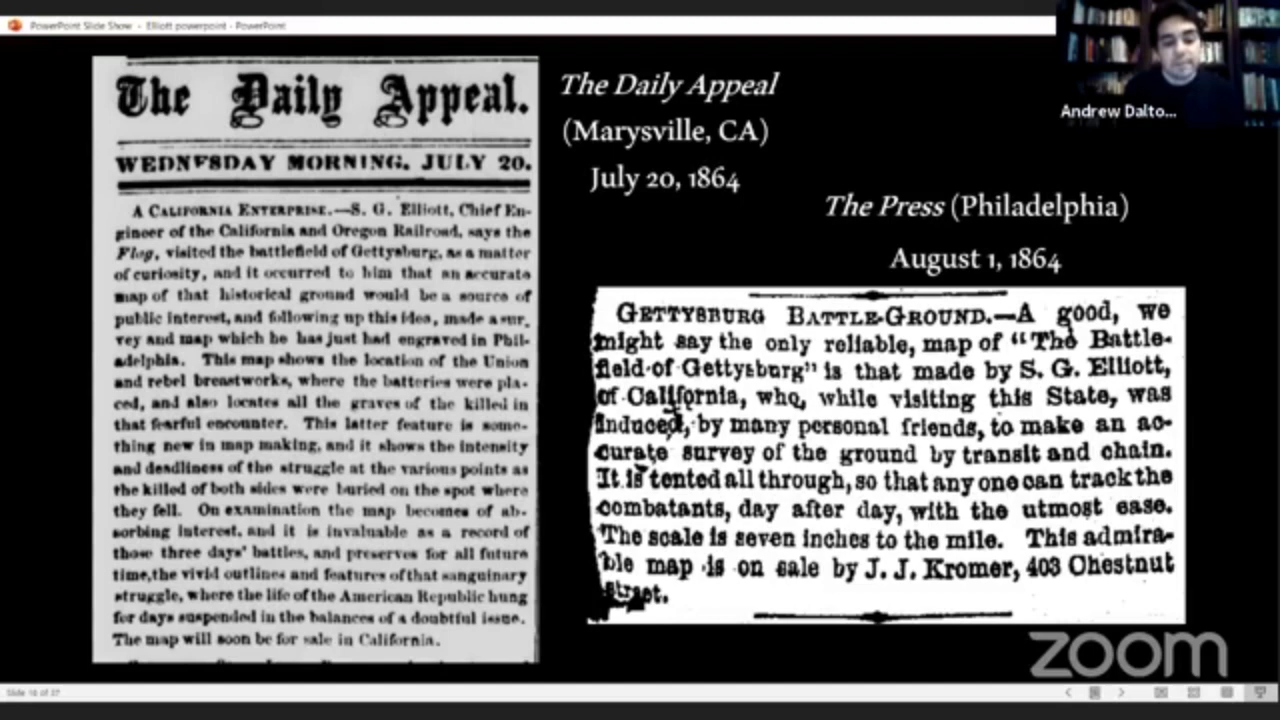 PowerPoint Slide Show - Elliott powerpoint - PowerPoint
Andrew Dalto...
The Daily Appeal.
WEDNESDAY MORNING, JULY 20.
A CALIFORNIA ENTERPRISE.—S. G. Elliott, Chief En-
gineer of the California and Oregon Railroad, says the
Flag, visited the battlefield of Gettysburg, as a matter
of curiosity, and it occurred to him that an accurate
map of that historical ground would be a source of
public interest, and following up this idea, made a sur-
vey and map which he has just had engraved in Phil-
adelphia. This map shows the location of the Union
and rebel breastworks, where the batteries were pla-
ced, and also locates all the graves of the killed in
that fearful encounter. This latter feature is some-
thing new in map making, and it shows the intensity
and deadliness of the struggle at the various points as
the killed of both sides were buried on the spot where
they fell. On examination the map becomes of ab-
sorbing interest, and it is invaluable as a record of
those three days' battles, and preserves for all future
time, the vivid outlines and features of that sanguinary
struggle, where the life of the American Republic hung
for days suspended in the balances of a doubtful issue.
The map will soon be for sale in California.
The Daily Appeal
(Marysville, CA)
July 20, 1864
The Press (Philadelphia)
August 1, 1864
GETTYSBURG BATTLE-GROUND.—A good, we
might say the only reliable, map of "The Battle-
field of Gettysburg" is that made by S. G. Elliott,
of California, who, while visiting this State, was
induced, by many personal friends, to make an ac-
curate survey of the ground by transit and chain.
It is tented all through, so that any one can track the
combatants, day after day, with the utmost ease.
The scale is seven inches to the mile. This admira-
ble map is on sale by J. J. Kromer, 403 Chestnut
street.
zoom
Slide 18 of 37